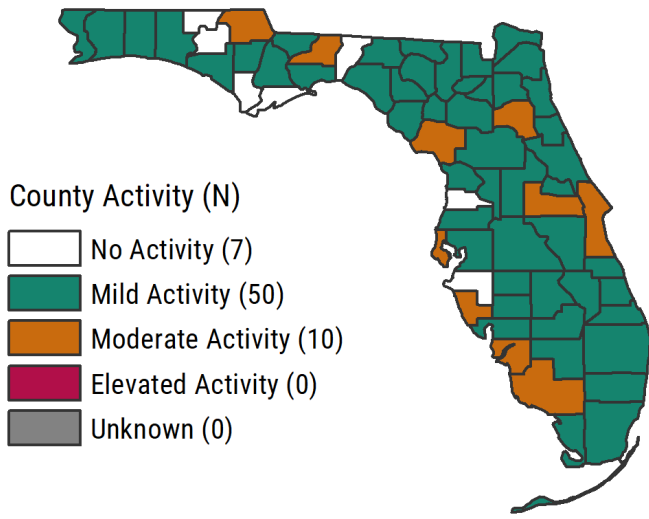 County Activity (N)
No Activity (7)
Mild Activity (50)
Moderate Activity (10)
Elevated Activity (0)
Unknown (0)